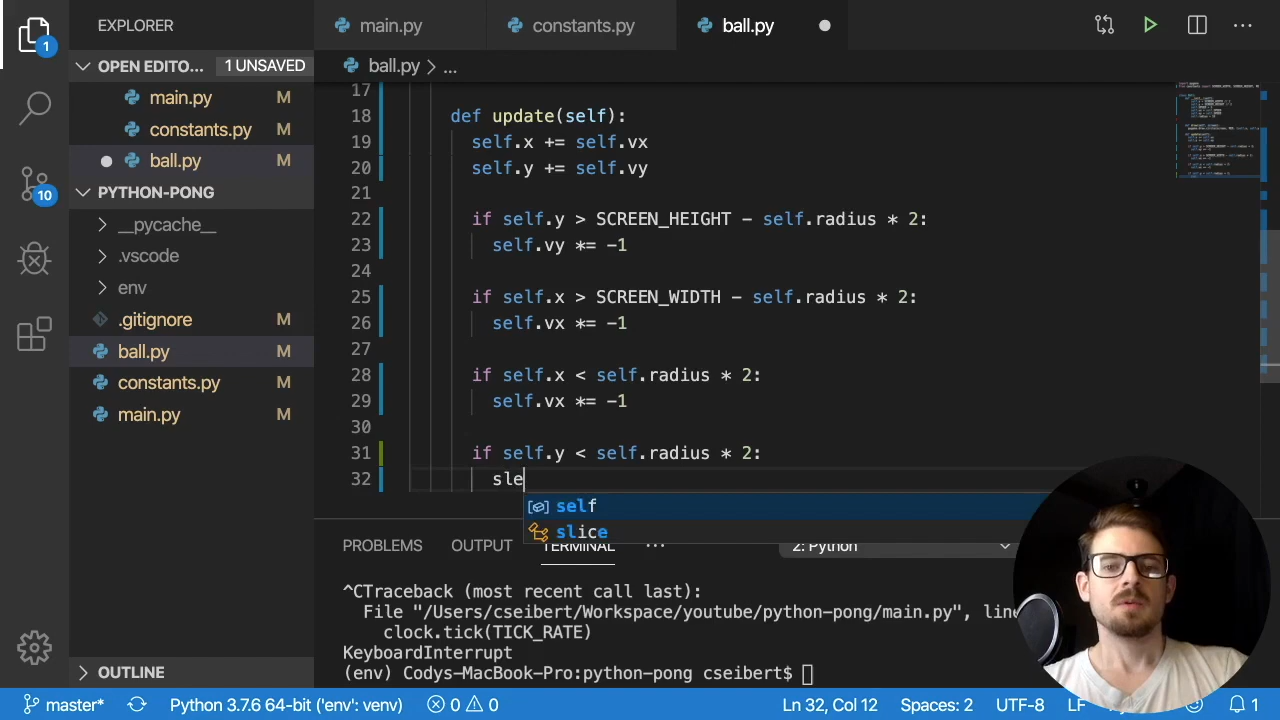 EXPLORER
main.py
constants.py
ball.py
1
OPEN EDITO...
1 UNSAVED
ball.py > ...
main.py M
constants.py M
ball.py M
10
PYTHON-PONG
__pycache__
.vscode
env
.gitignore M
ball.py M
constants.py M
main.py M
OUTLINE
17
18 def update(self):
19 self.x += self.vx
20 self.y += self.vy
21
22 if self.y > SCREEN_HEIGHT - self.radius * 2:
23 self.vy *= -1
24
25 if self.x > SCREEN_WIDTH - self.radius * 2:
26 self.vx *= -1
27
28 if self.x < self.radius * 2:
29 self.vx *= -1
30
31 if self.y < self.radius * 2:
32 sle
self
slice
PROBLEMS OUTPUT TERMINAL ... 2: Python
^CTraceback (most recent call last):
File "/Users/cseibert/Workspace/youtube/python-pong/main.py", lin
clock.tick(TICK_RATE)
KeyboardInterrupt
(env) Codys-MacBook-Pro:python-pong cseibert$
master* Python 3.7.6 64-bit ('env': venv) 0 0 Ln 32, Col 12 Spaces: 2 UTF-8 LF 1